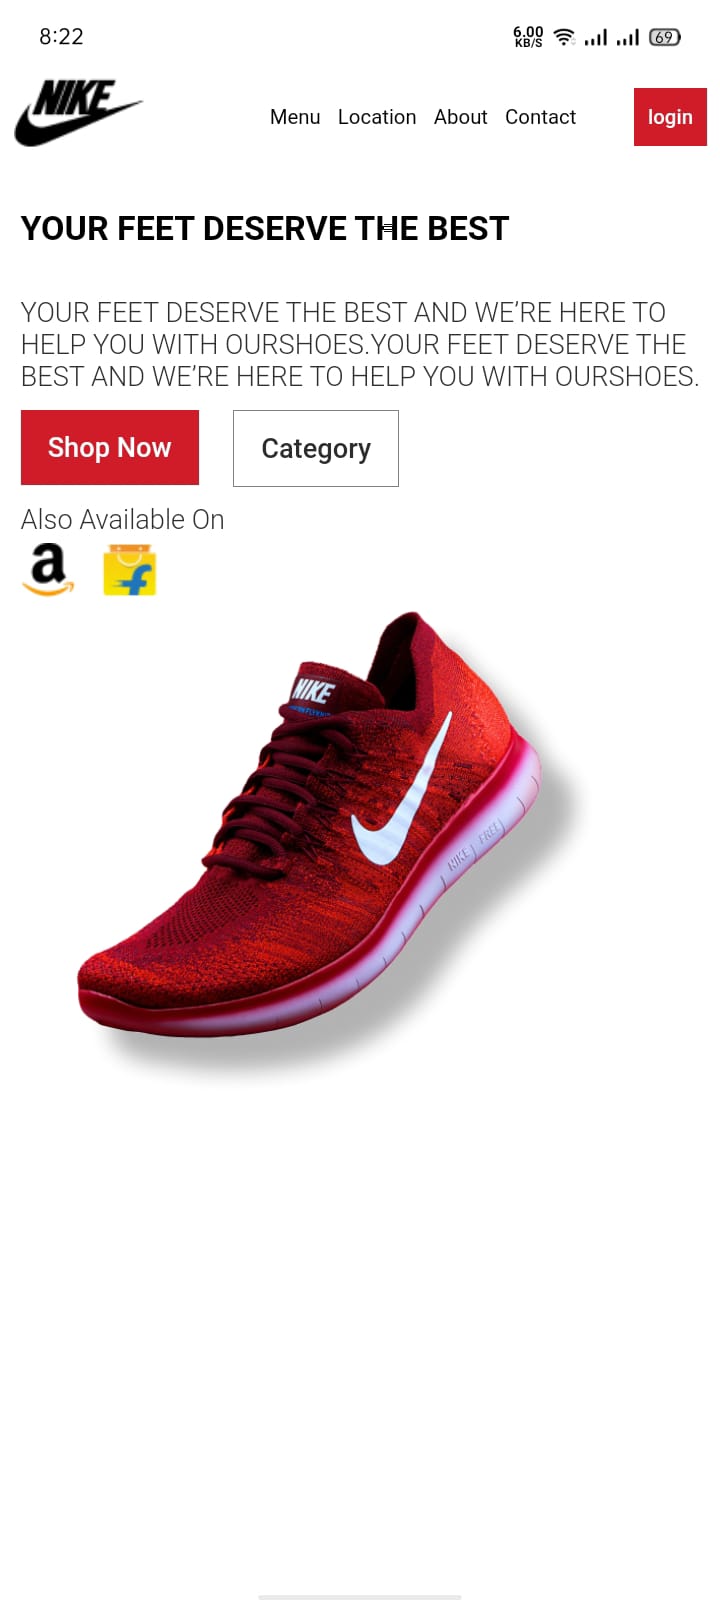 8:22
6.00
KB/S
69
NIKE
Menu Location About Contact
login
YOUR FEET DESERVE THE BEST
YOUR FEET DESERVE THE BEST AND WE’RE HERE TO
HELP YOU WITH OURSHOES.YOUR FEET DESERVE THE
BEST AND WE’RE HERE TO HELP YOU WITH OURSHOES.
Shop Now
Category
Also Available On
a
f
NIKE
NIKE FREE